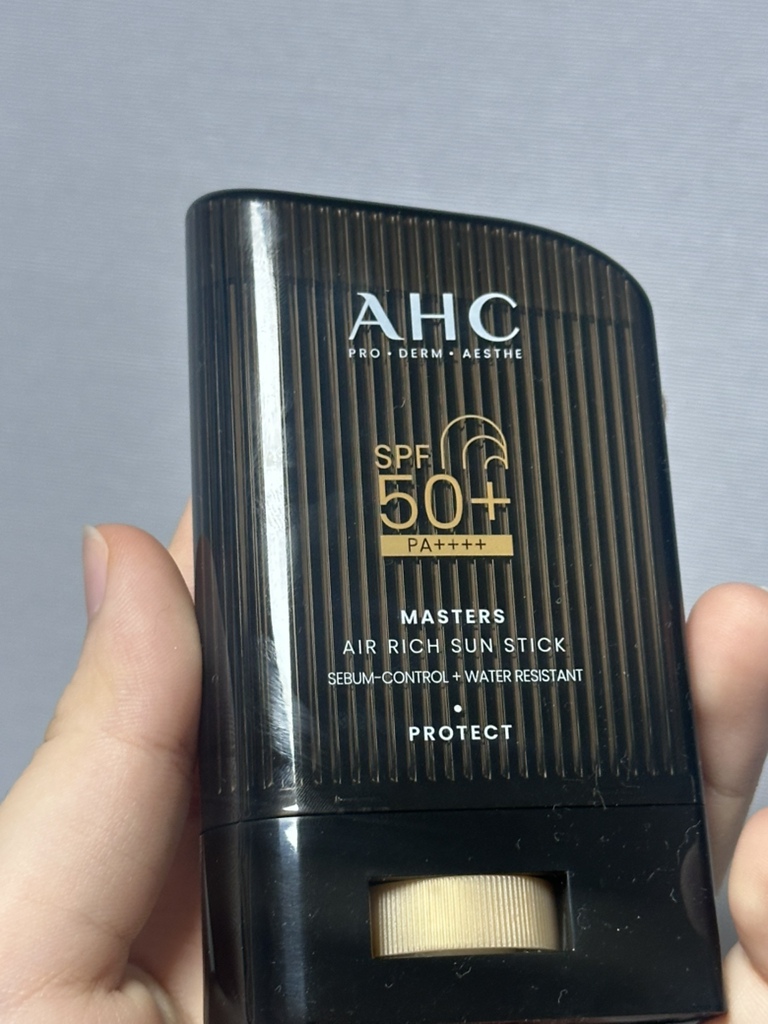 AHC
PRO • DERM • AESTHE
SPF
50+
PA++++
MASTERS
AIR RICH SUN STICK
SEBUM-CONTROL + WATER RESISTANT
•
PROTECT